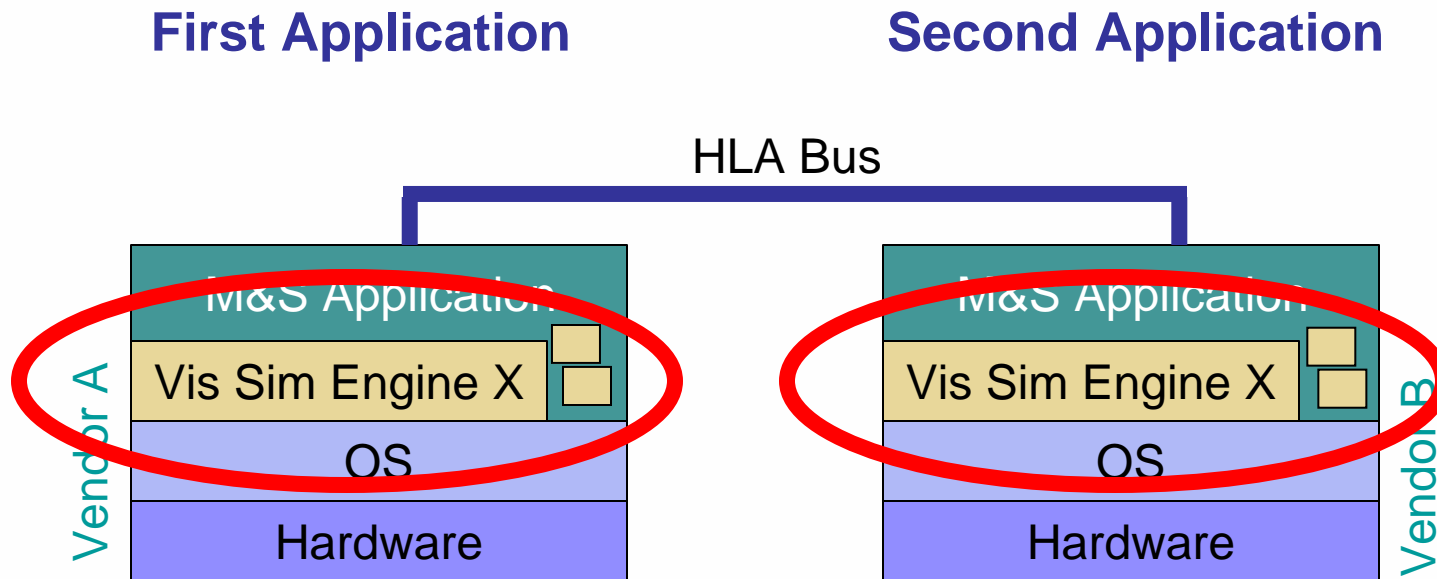 First Application
Second Application
HLA Bus
M&S Application
M&S Application
Vis Sim Engine X
Vis Sim Engine X
Vendor A
Vendor B
OS
OS
Hardware
Hardware